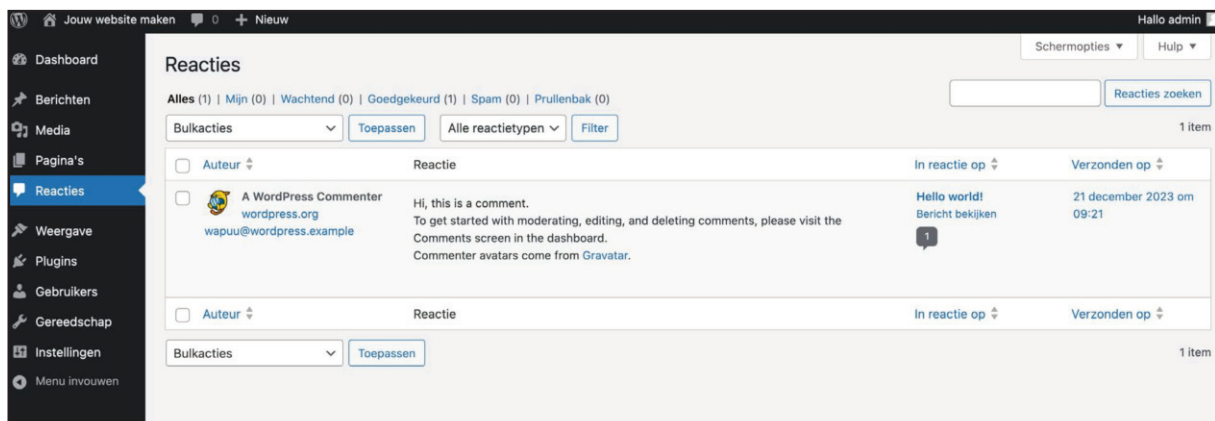 Jouw website maken 0 Nieuw Hallo admin
Schermopties Hulp
Dashboard
Berichten
Media
Pagina's
Reacties
Weergave
Plugins
Gebruikers
Gereedschap
Instellingen
Menu invouwen
Reacties
Alles (1) | Mijn (0) | Wachtend (0) | Goedgekeurd (1) | Spam (0) | Prullenbak (0)
Reacties zoeken
Bulkacties Toepassen Alle reactietypen Filter 1 item
Auteur Reactie In reactie op Verzonden op
A WordPress Commenter
wordpress.org
wapuu@wordpress.example
Hi, this is a comment.
To get started with moderating, editing, and deleting comments, please visit the
Comments screen in the dashboard.
Commenter avatars come from Gravatar.
Hello world!
Bericht bekijken
1
21 december 2023 om
09:21
Auteur Reactie In reactie op Verzonden op
Bulkacties Toepassen 1 item